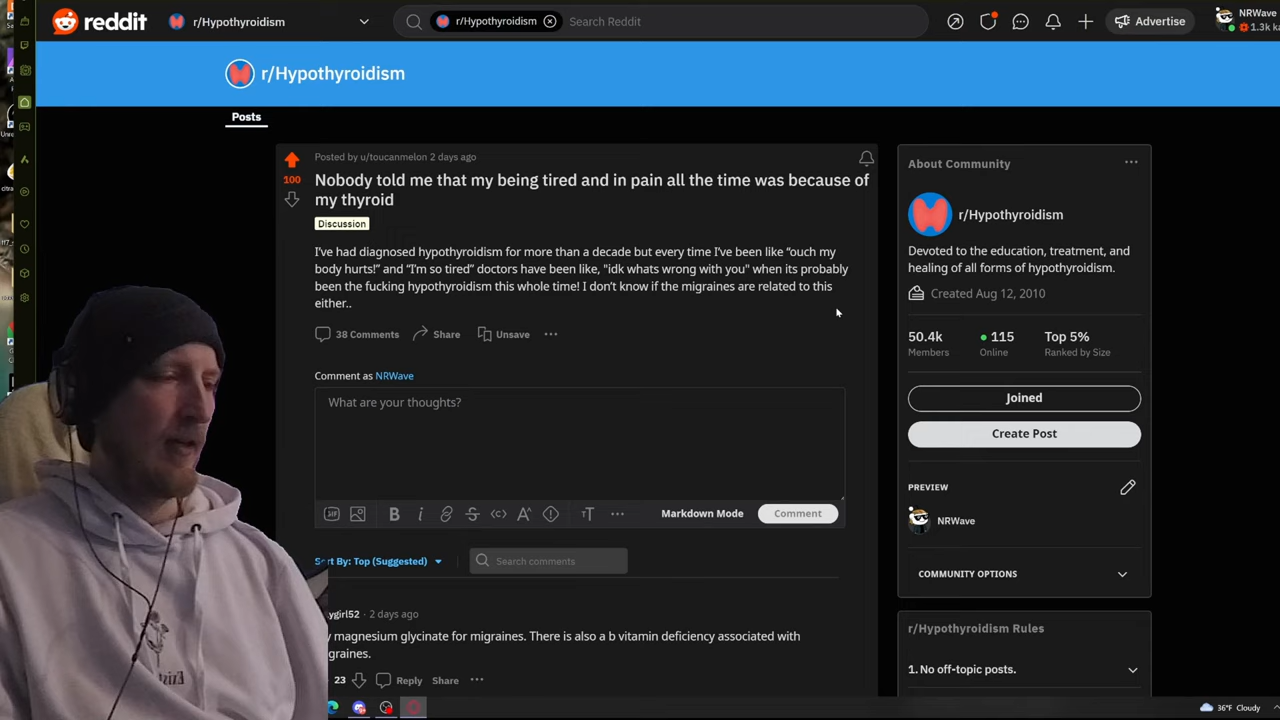 reddit
r/Hypothyroidism
r/Hypothyroidism
Search Reddit
Advertise
NRWave
1.3k ka
r/Hypothyroidism
Posts
Posted by u/toucanmelon 2 days ago
100
Nobody told me that my being tired and in pain all the time was because of
my thyroid
Discussion
I've had diagnosed hypothyroidism for more than a decade but every time I've been like “ouch my
body hurts!” and “I'm so tired” doctors have been like, "idk whats wrong with you" when its probably
been the fucking hypothyroidism this whole time! I don't know if the migraines are related to this
either..
38 Comments
Share
Unsave
Comment as NRWave
What are your thoughts?
B i
Markdown Mode
Comment
Sort By: Top (Suggested)
Search comments
ygirl52 · 2 days ago
magnesium glycinate for migraines. There is also a b vitamin deficiency associated with
graines.
23
Reply
Share
About Community
r/Hypothyroidism
Devoted to the education, treatment, and
healing of all forms of hypothyroidism.
Created Aug 12, 2010
50.4k
115
Top 5%
Members
Online
Ranked by Size
Joined
Create Post
PREVIEW
NRWave
COMMUNITY OPTIONS
r/Hypothyroidism Rules
1. No off-topic posts.
36°F Cloudy